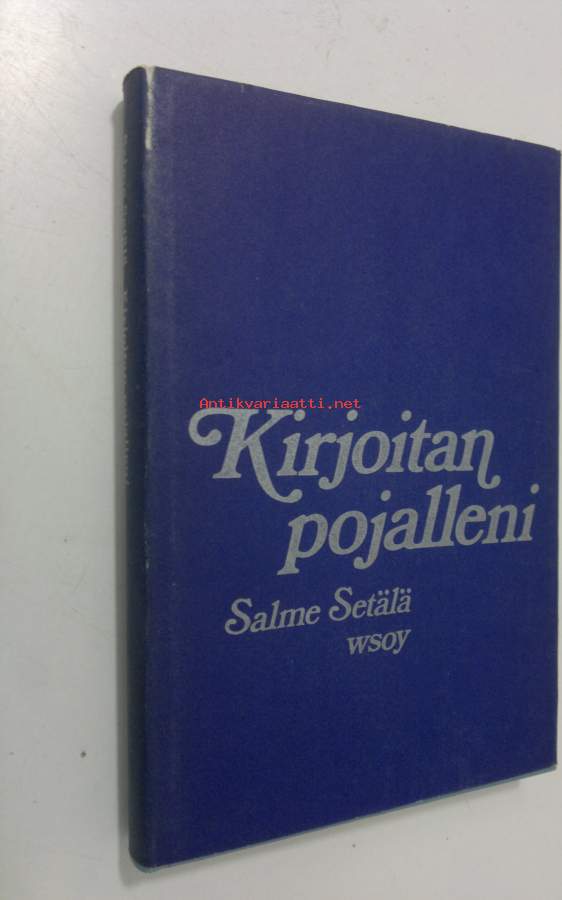 Antikvariaatti.net
Kirjoitan
pojalleni
Salme Setälä
wsoy